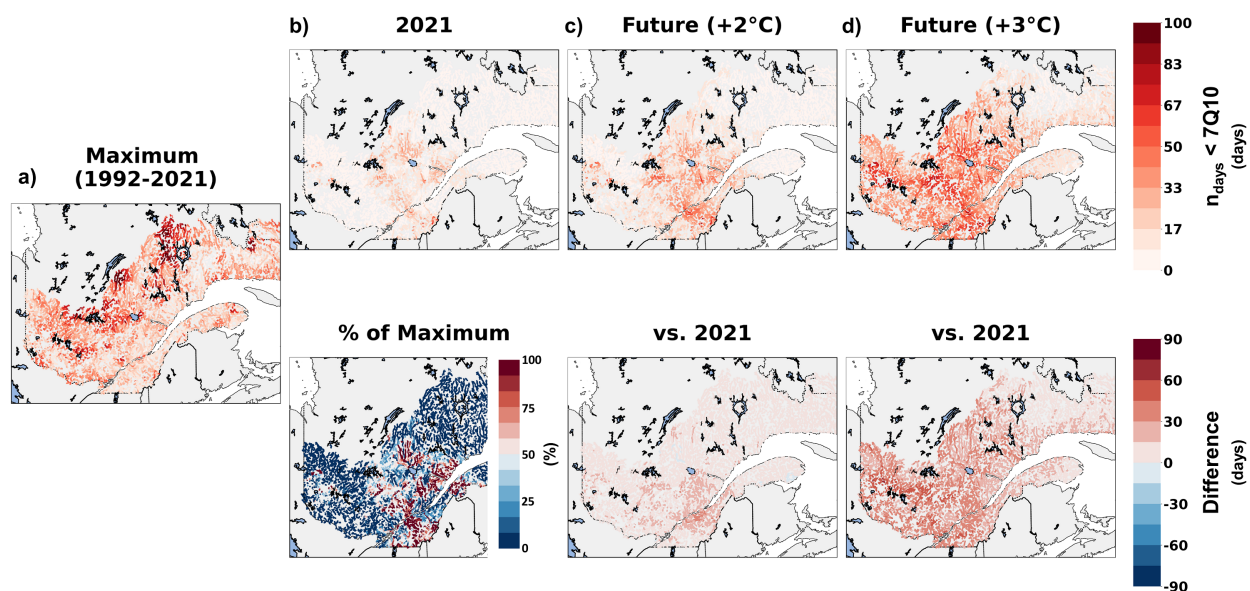 b)
2021
c)
Future (+2°C)
d)
Future (+3°C)
100
83
67
50
33
17
0
n_days < 7Q10
(days)
a)
Maximum
(1992-2021)
% of Maximum
100
75
50
25
0
(%)
vs. 2021
vs. 2021
90
60
30
0
-30
-60
-90
Difference
(days)